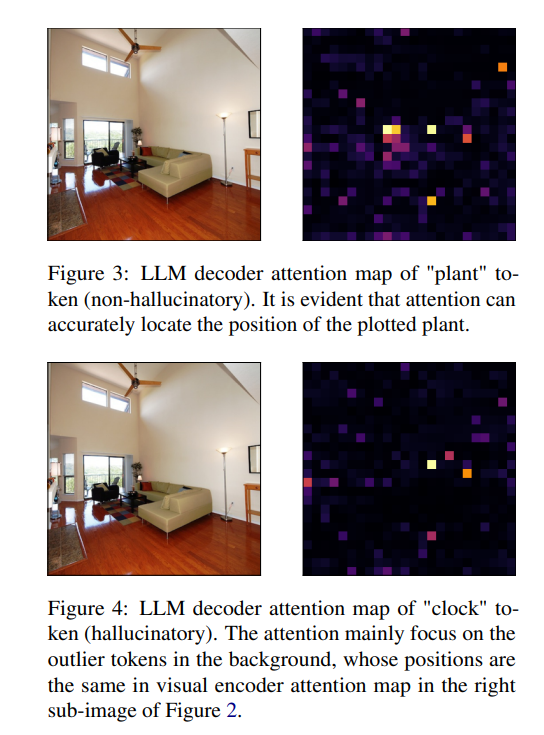 Figure 3: LLM decoder attention map of "plant" to-
ken (non-hallucinatory). It is evident that attention can
accurately locate the position of the plotted plant.
Figure 4: LLM decoder attention map of "clock" to-
ken (hallucinatory). The attention mainly focus on the
outlier tokens in the background, whose positions are
the same in visual encoder attention map in the right
sub-image of Figure 2.